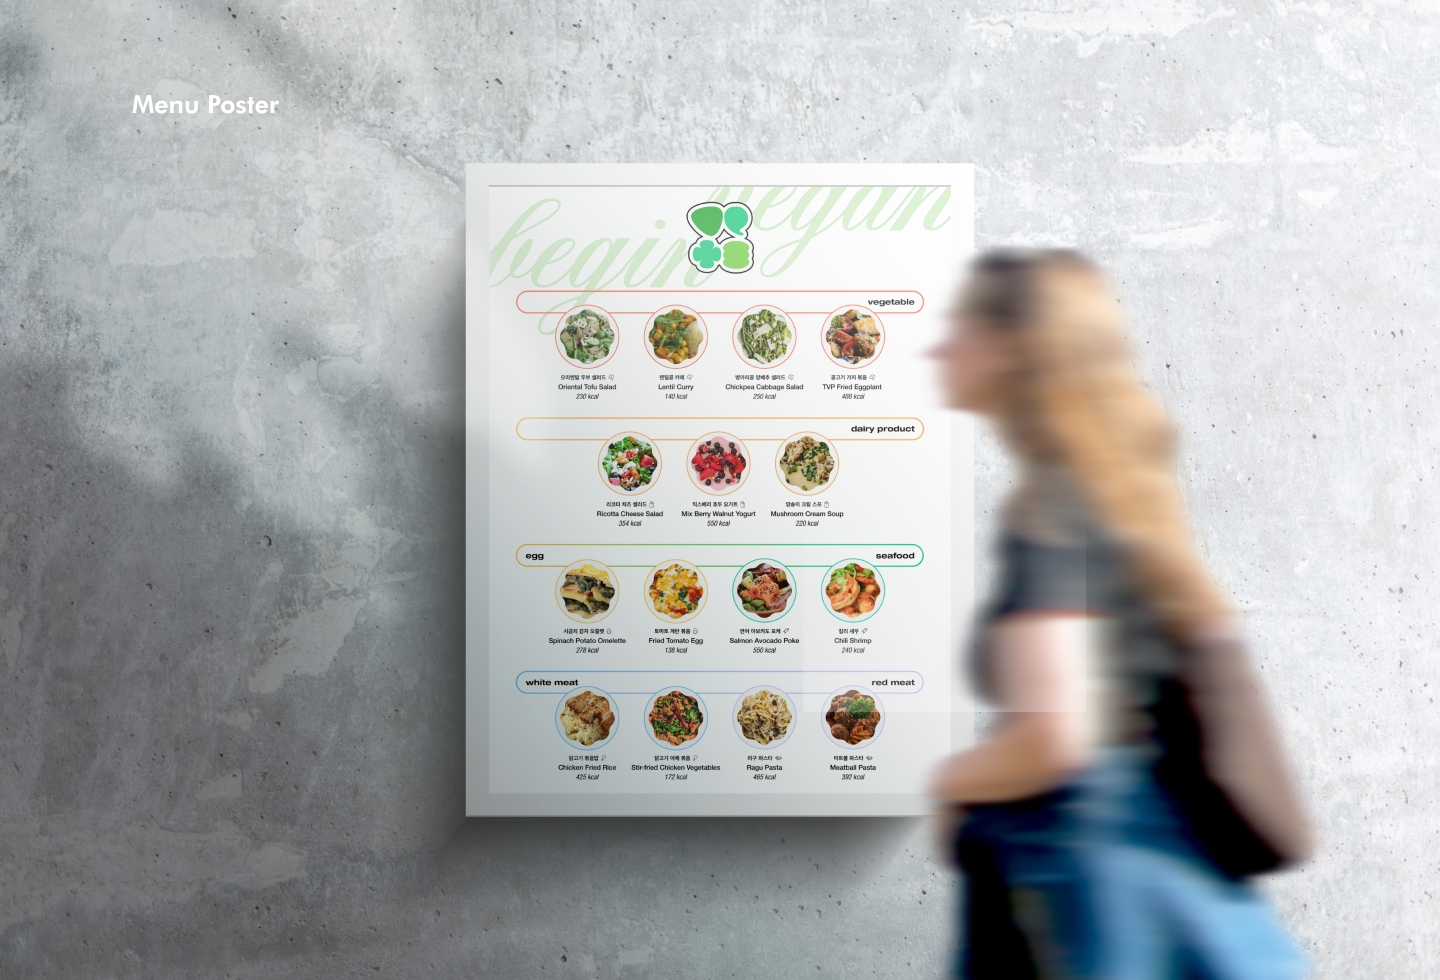 Menu Poster
begin vegan
vegetable
오리엔탈 두부 샐러드
Oriental Tofu Salad
230 kcal
렌틸콩 카레
Lentil Curry
140 kcal
병아리콩 양배추 샐러드
Chickpea Cabbage Salad
250 kcal
콩고기 가지 볶음
TVP Fried Eggplant
466 kcal
dairy product
리코타 치즈 샐러드
Ricotta Cheese Salad
354 kcal
믹스베리 호두 요거트
Mix Berry Walnut Yogurt
550 kcal
양송이 크림 스프
Mushroom Cream Soup
220 kcal
egg
seafood
시금치 감자 오믈렛
Spinach Potato Omelette
278 kcal
토마토 계란 볶음
Fried Tomato Egg
138 kcal
연어 아보카도 포케
Salmon Avocado Poke
550 kcal
칠리 새우
Chili Shrimp
240 kcal
white meat
red meat
닭고기 볶음밥
Chicken Fried Rice
425 kcal
닭고기 야채 볶음
Stir-fried Chicken Vegetables
172 kcal
라구 파스타
Ragu Pasta
465 kcal
미트볼 파스타
Meatball Pasta
392 kcal